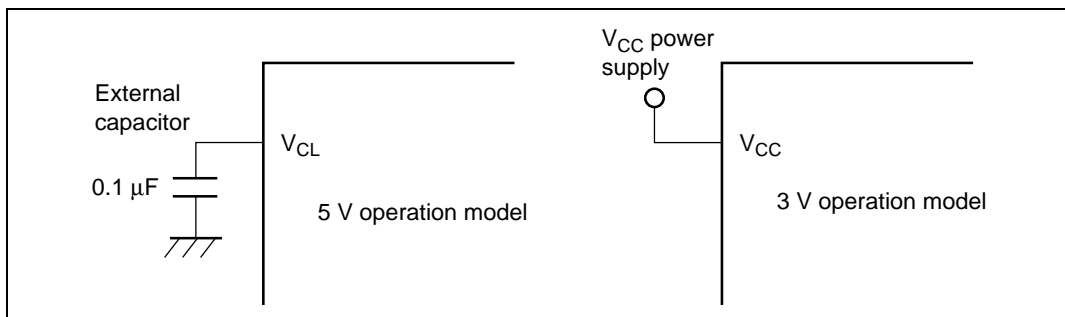 External
capacitor
0.1 μF
V_CL
5 V operation model
V_CC power
supply
V_CC
3 V operation model